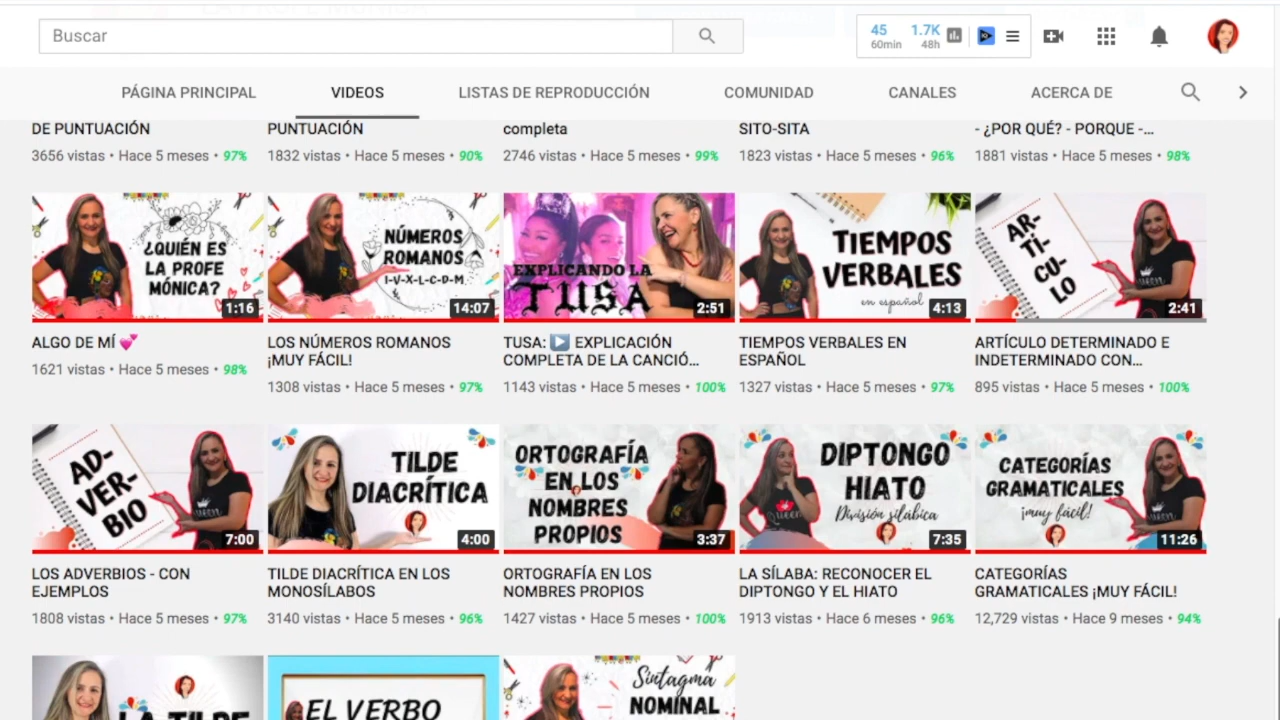 Buscar
45 1.7K
60min 48h
PÁGINA PRINCIPAL VIDEOS LISTAS DE REPRODUCCIÓN COMUNIDAD CANALES ACERCA DE
DE PUNTUACIÓN
3656 vistas • Hace 5 meses • 97%
PUNTUACIÓN
1832 vistas • Hace 5 meses • 90%
completa
2746 vistas • Hace 5 meses • 99%
SITO-SITA
1823 vistas • Hace 5 meses • 96%
- ¿POR QUÉ? - PORQUE -...
1881 vistas • Hace 5 meses • 98%
¿QUIÉN ES
LA PROFE
MÓNICA?
1:16
ALGO DE MÍ 💕
1621 vistas • Hace 5 meses • 98%
NÚMEROS
ROMANOS
I-V-X-L-C-D-M
14:07
LOS NÚMEROS ROMANOS
¡MUY FÁCIL!
1308 vistas • Hace 5 meses • 97%
EXPLICANDO LA
TUSA
2:51
TUSA: ▶️ EXPLICACIÓN
COMPLETA DE LA CANCIÓ...
1143 vistas • Hace 5 meses • 100%
TIEMPOS
VERBALES
en español
4:13
TIEMPOS VERBALES EN
ESPAÑOL
1327 vistas • Hace 5 meses • 97%
AR-
TÍ-
CU-
LO
2:41
ARTÍCULO DETERMINADO E
INDETERMINADO CON...
895 vistas • Hace 5 meses • 100%
AD-
VER-
BIO
7:00
LOS ADVERBIOS - CON
EJEMPLOS
1808 vistas • Hace 5 meses • 97%
TILDE
DIACRÍTICA
4:00
TILDE DIACRÍTICA EN LOS
MONOSÍLABOS
3140 vistas • Hace 5 meses • 96%
ORTOGRAFÍA
EN LOS
NOMBRES
PROPIOS
3:37
ORTOGRAFÍA EN LOS
NOMBRES PROPIOS
1427 vistas • Hace 5 meses • 100%
DIPTONGO
HIATO
División silábica
Queen
7:35
LA SÍLABA: RECONOCER EL
DIPTONGO Y EL HIATO
1913 vistas • Hace 6 meses • 96%
CATEGORÍAS
GRAMATICALES
¡muy fácil!
11:26
CATEGORÍAS
GRAMATICALES ¡MUY FÁCIL!
12,729 vistas • Hace 9 meses • 94%
LA TILDE
EL VERBO
Sintagma
NOMINAL